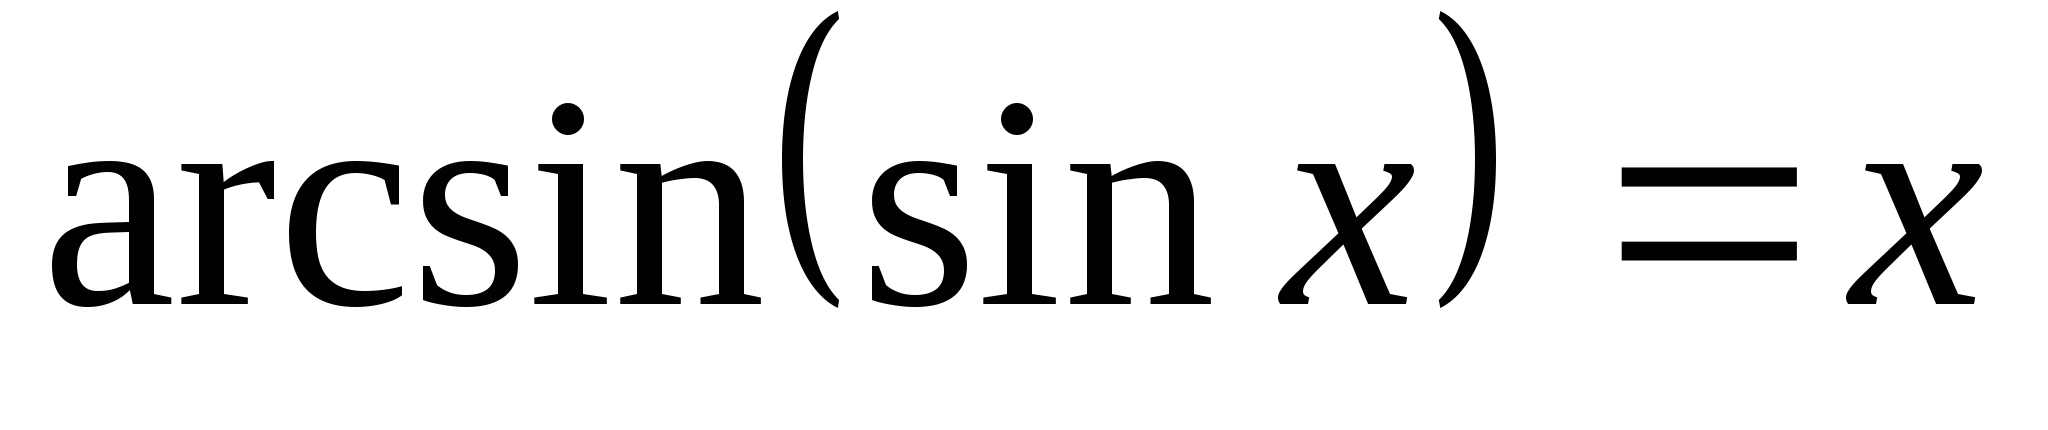 arcsin(sin x) = x